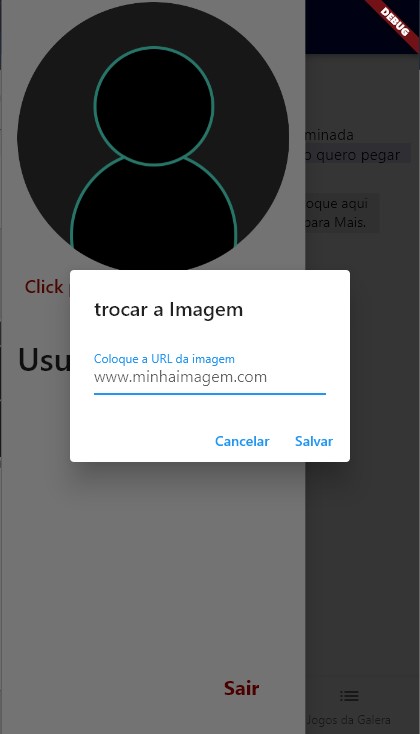 DEBUG
minada
o quero pegar
oque aqui
para Mais.
Click
trocar a Imagem
Usu
Coloque a URL da imagem
www.minhaimagem.com
Cancelar Salvar
Sair
Jogos da Galera